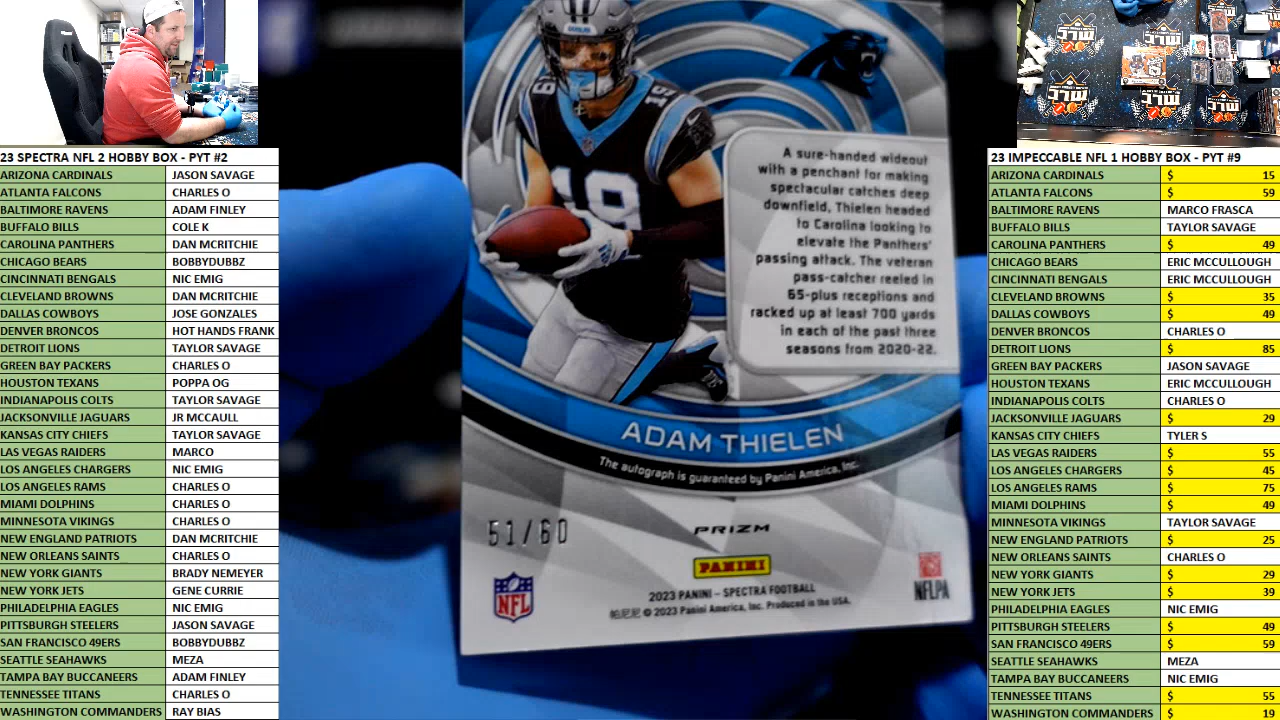 23 SPECTRA NFL 2 HOBBY BOX - PYT #2
ARIZONA CARDINALS JASON SAVAGE
ATLANTA FALCONS CHARLES O
BALTIMORE RAVENS ADAM FINLEY
BUFFALO BILLS COLE K
CAROLINA PANTHERS DAN MCRITCHIE
CHICAGO BEARS BOBBYDUBBZ
CINCINNATI BENGALS NIC EMIG
CLEVELAND BROWNS DAN MCRITCHIE
DALLAS COWBOYS JOSE GONZALES
DENVER BRONCOS HOT HANDS FRANK
DETROIT LIONS TAYLOR SAVAGE
GREEN BAY PACKERS CHARLES O
HOUSTON TEXANS POPPA OG
INDIANAPOLIS COLTS TAYLOR SAVAGE
JACKSONVILLE JAGUARS JR MCCAULL
KANSAS CITY CHIEFS TAYLOR SAVAGE
LAS VEGAS RAIDERS MARCO
LOS ANGELES CHARGERS NIC EMIG
LOS ANGELES RAMS CHARLES O
MIAMI DOLPHINS CHARLES O
MINNESOTA VIKINGS CHARLES O
NEW ENGLAND PATRIOTS DAN MCRITCHIE
NEW ORLEANS SAINTS CHARLES O
NEW YORK GIANTS BRADY NEMEYER
NEW YORK JETS GENE CURRIE
PHILADELPHIA EAGLES NIC EMIG
PITTSBURGH STEELERS JASON SAVAGE
SAN FRANCISCO 49ERS BOBBYDUBBZ
SEATTLE SEAHAWKS MEZA
TAMPA BAY BUCCANEERS ADAM FINLEY
TENNESSEE TITANS CHARLES O
WASHINGTON COMMANDERS RAY BIAS
19
19
A sure-handed wideout
with a penchant for making
spectacular catches deep
downfield, Thielen headed
to Carolina looking to
elevate the Panthers'
passing attack. The veteran
pass-catcher reeled in
65-plus receptions and
racked up at least 700 yards
in each of the past three
seasons from 2020-22.
ADAM THIELEN
The autograph is guaranteed by Panini America, Inc.
51/60
PRIZM
PANINI
NFL
NFLPA
2023 PANINI – SPECTRA FOOTBALL
帕尼尼 © 2023 Panini America, Inc. Produced in the USA.
23 IMPECCABLE NFL 1 HOBBY BOX - PYT #9
ARIZONA CARDINALS $ 15
ATLANTA FALCONS $ 59
BALTIMORE RAVENS MARCO FRASCA
BUFFALO BILLS TAYLOR SAVAGE
CAROLINA PANTHERS $ 49
CHICAGO BEARS ERIC MCCULLOUGH
CINCINNATI BENGALS ERIC MCCULLOUGH
CLEVELAND BROWNS $ 35
DALLAS COWBOYS $ 49
DENVER BRONCOS CHARLES O
DETROIT LIONS $ 85
GREEN BAY PACKERS JASON SAVAGE
HOUSTON TEXANS ERIC MCCULLOUGH
INDIANAPOLIS COLTS CHARLES O
JACKSONVILLE JAGUARS $ 29
KANSAS CITY CHIEFS TYLER S
LAS VEGAS RAIDERS $ 55
LOS ANGELES CHARGERS $ 45
LOS ANGELES RAMS $ 75
MIAMI DOLPHINS $ 49
MINNESOTA VIKINGS TAYLOR SAVAGE
NEW ENGLAND PATRIOTS $ 25
NEW ORLEANS SAINTS CHARLES O
NEW YORK GIANTS $ 29
NEW YORK JETS $ 39
PHILADELPHIA EAGLES NIC EMIG
PITTSBURGH STEELERS $ 49
SAN FRANCISCO 49ERS $ 59
SEATTLE SEAHAWKS MEZA
TAMPA BAY BUCCANEERS NIC EMIG
TENNESSEE TITANS $ 55
WASHINGTON COMMANDERS $ 19